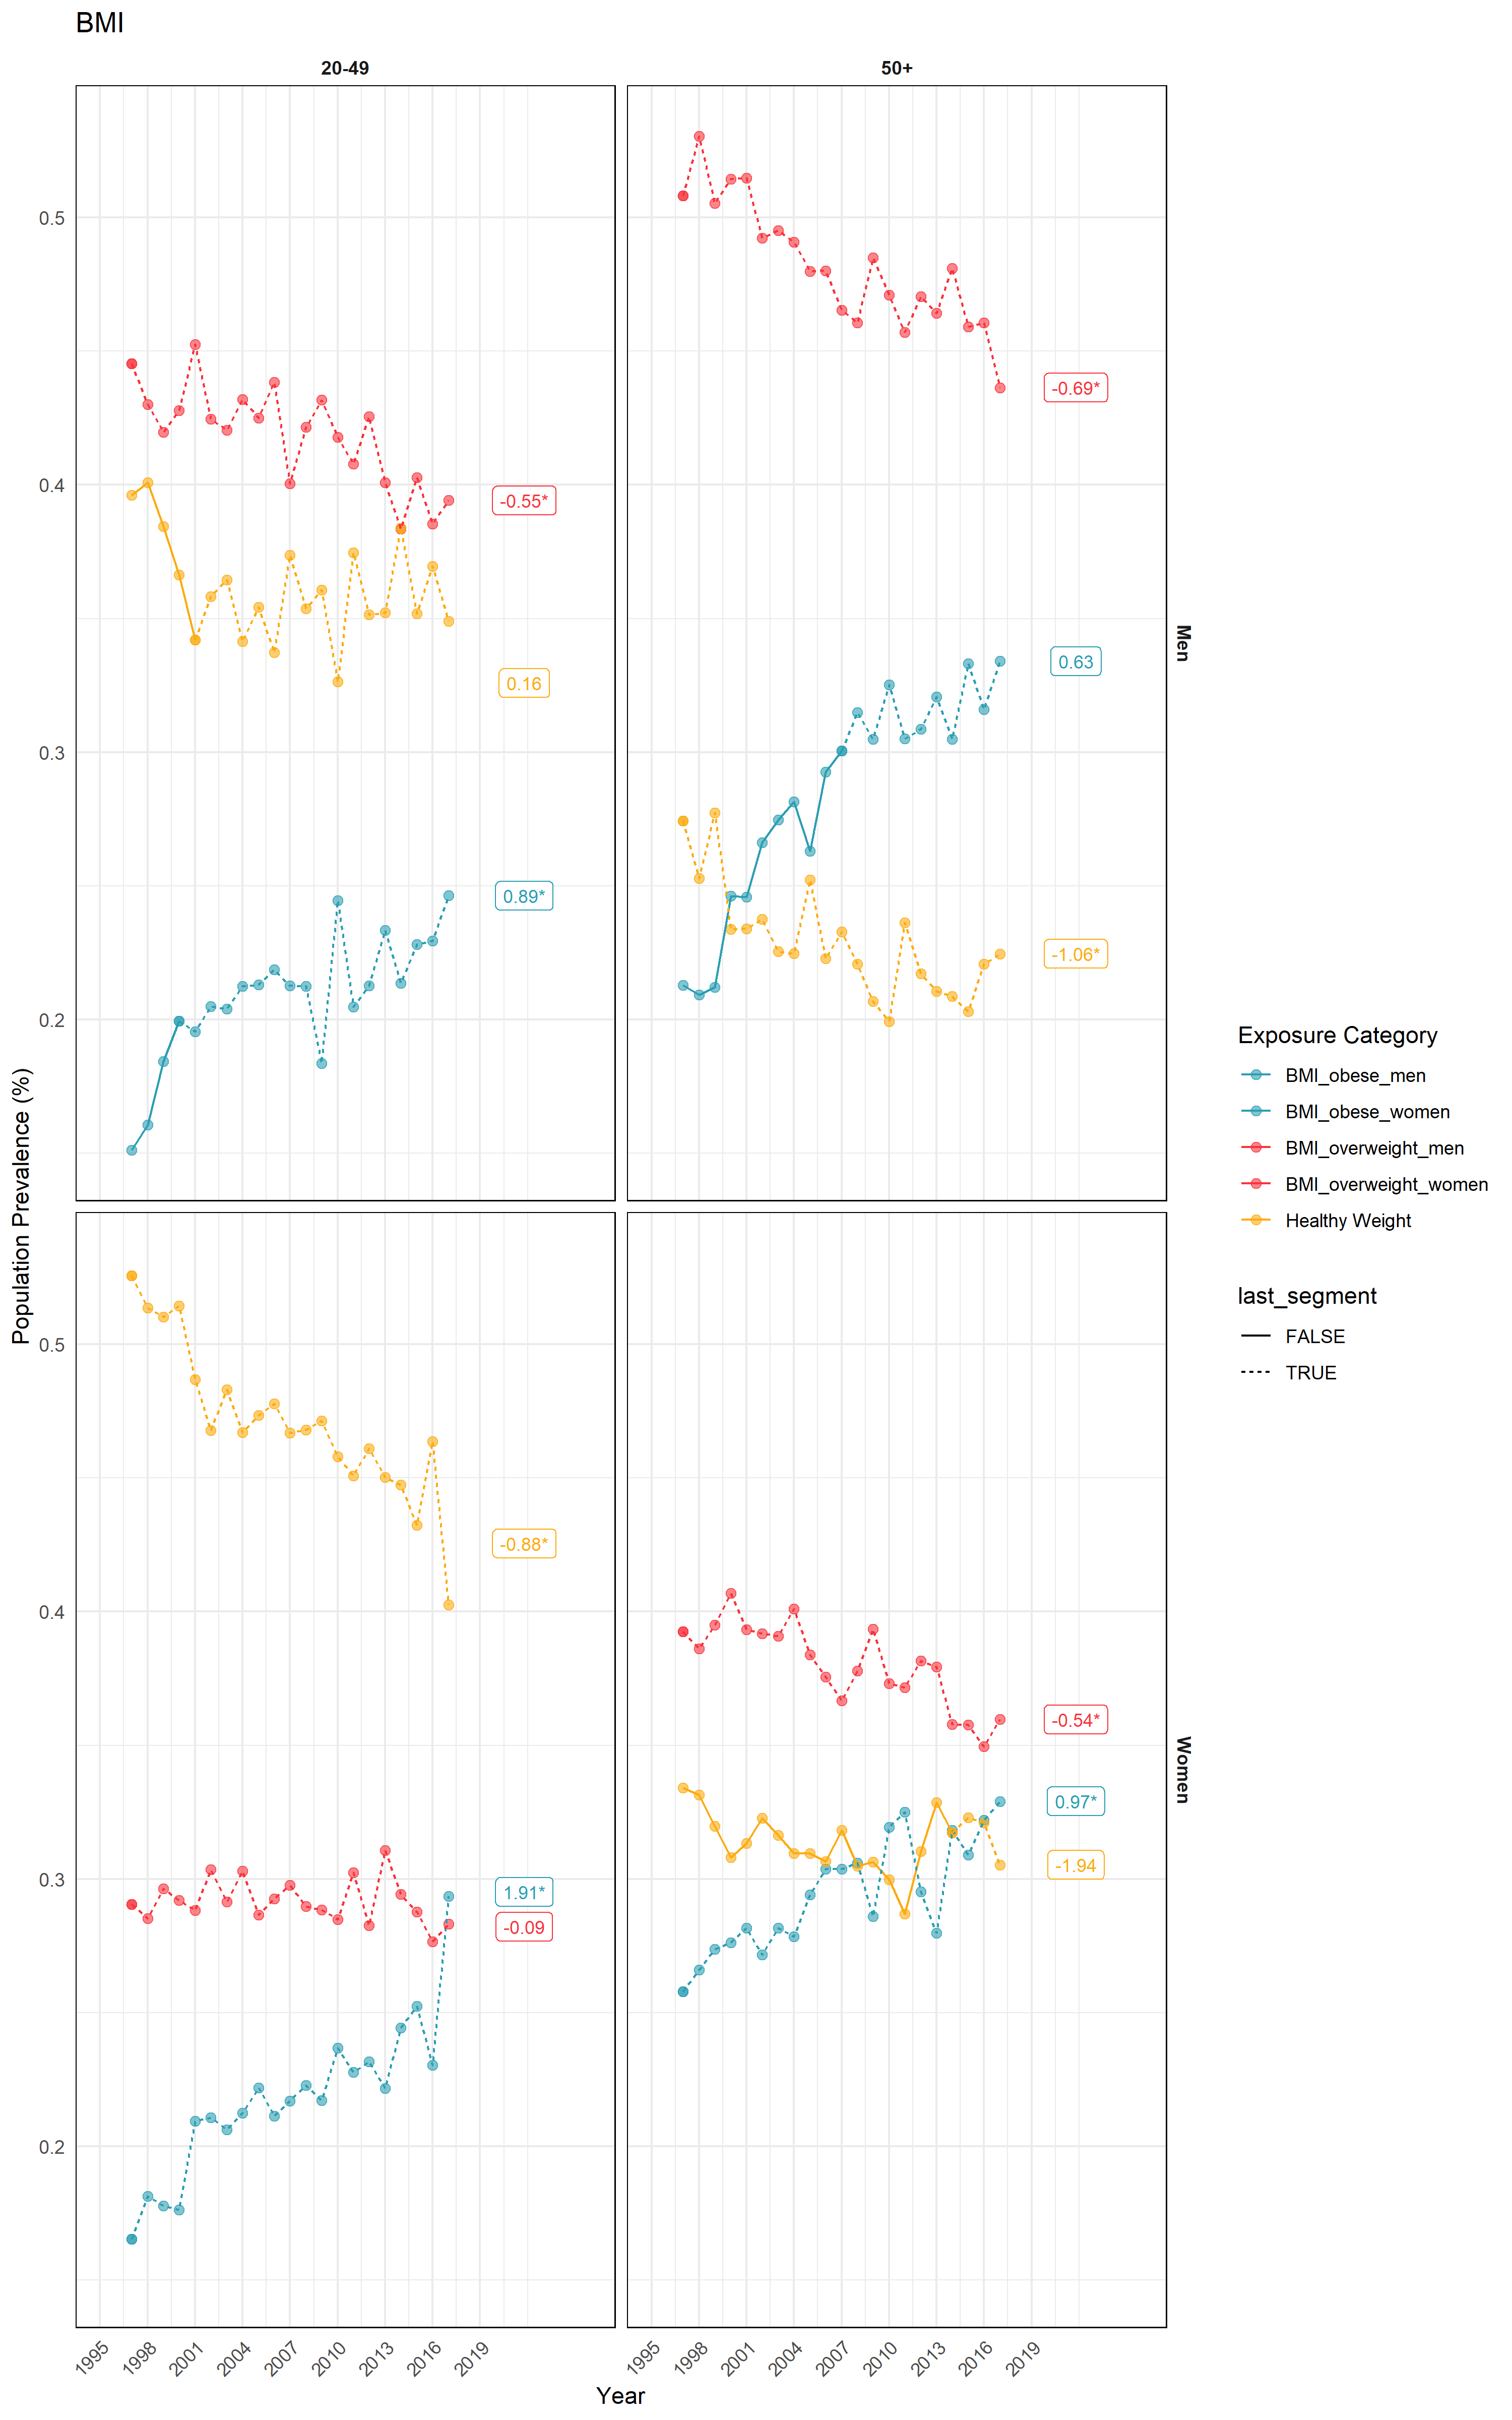 BMI
20-49
50+
Population Prevalence (%)
0.5
0.4
0.3
0.2
-0.55*
0.16
0.89*
-0.69*
0.63
-1.06*
Men
0.5
0.4
0.3
0.2
-0.88*
1.91*
-0.09
-0.54*
0.97*
-1.94
Women
1995 1998 2001 2004 2007 2010 2013 2016 2019
1995 1998 2001 2004 2007 2010 2013 2016 2019
Year
Exposure Category
BMI_obese_men
BMI_obese_women
BMI_overweight_men
BMI_overweight_women
Healthy Weight
last_segment
FALSE
TRUE